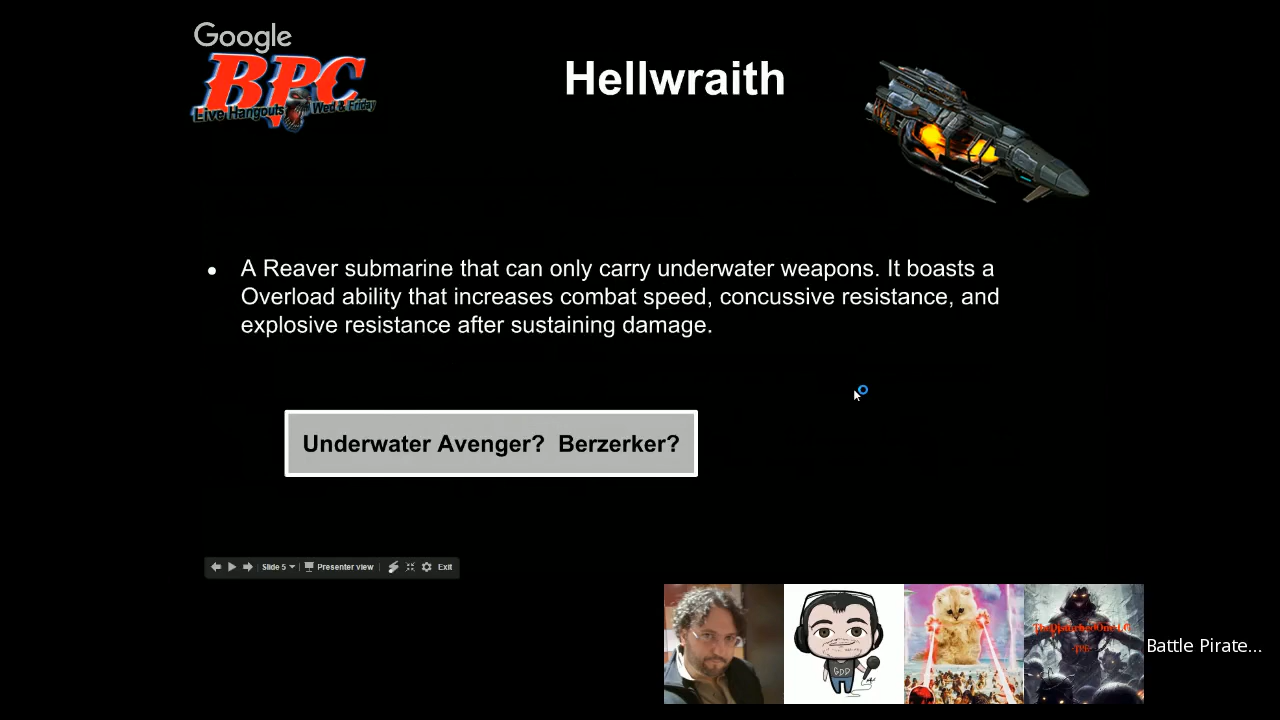 Google
BPC
Live Hangouts Wed & Friday
Hellwraith
• A Reaver submarine that can only carry underwater weapons. It boasts a
Overload ability that increases combat speed, concussive resistance, and
explosive resistance after sustaining damage.
Underwater Avenger?  Berzerker?
Slide 5
Presenter view
Exit
GDD
-TPF-
Battle Pirate...